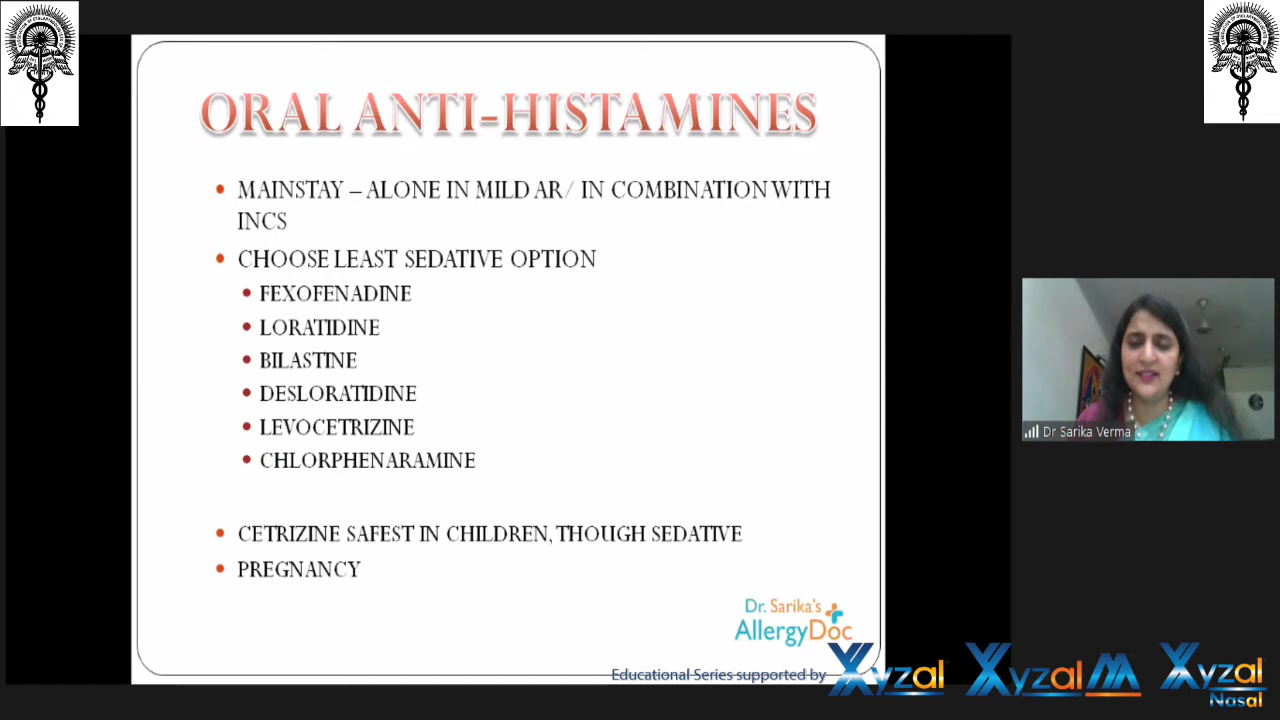 ORAL ANTI-HISTAMINES
MAINSTAY – ALONE IN MILD AR/ IN COMBINATION WITH
INCS
CHOOSE LEAST SEDATIVE OPTION
FEXOFENADINE
LORATIDINE
BILASTINE
DESLORATIDINE
LEVOCETRIZINE
CHLORPHENARAMINE
CETRIZINE SAFEST IN CHILDREN, THOUGH SEDATIVE
PREGNANCY
Dr. Sarika's
AllergyDoc
Educational Series supported by Xyzal Xyzal M Xyzal
Nasal
Dr Sarika Verma